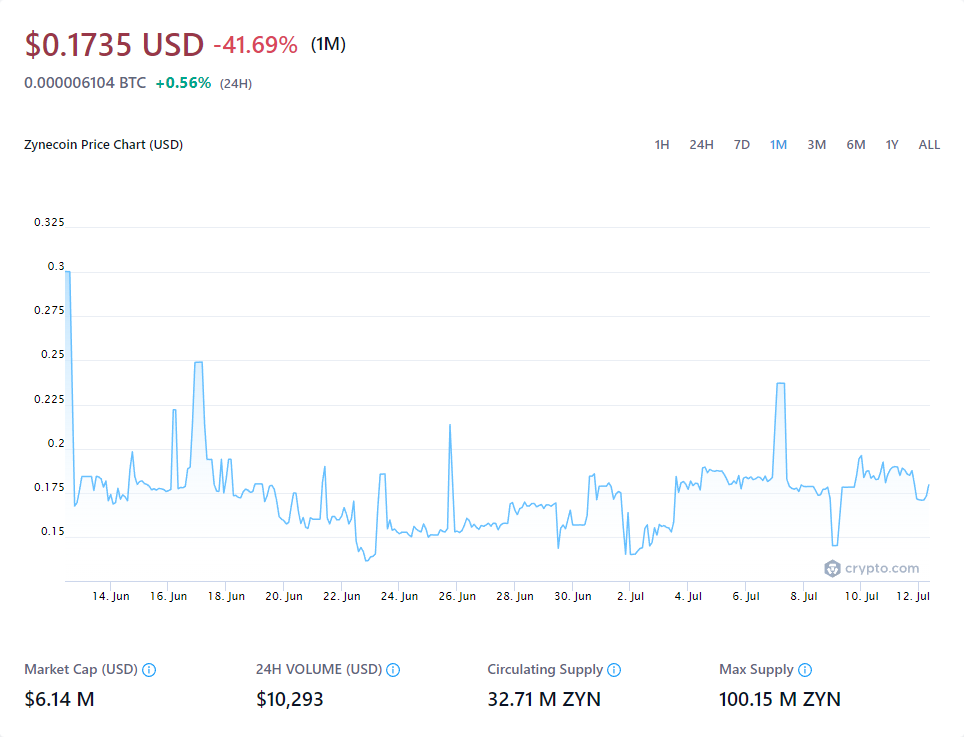 $0.1735 USD -41.69% (1M)
0.000006104 BTC +0.56% (24H)
Zynecoin Price Chart (USD) 1H 24H 7D 1M 3M 6M 1Y ALL
0.325
0.3
0.275
0.25
0.225
0.2
0.175
0.15
crypto.com
14. Jun 16. Jun 18. Jun 20. Jun 22. Jun 24. Jun 26. Jun 28. Jun 30. Jun 2. Jul 4. Jul 6. Jul 8. Jul 10. Jul 12. Jul
Market Cap (USD) 24H VOLUME (USD) Circulating Supply Max Supply
$6.14 M $10,293 32.71 M ZYN 100.15 M ZYN